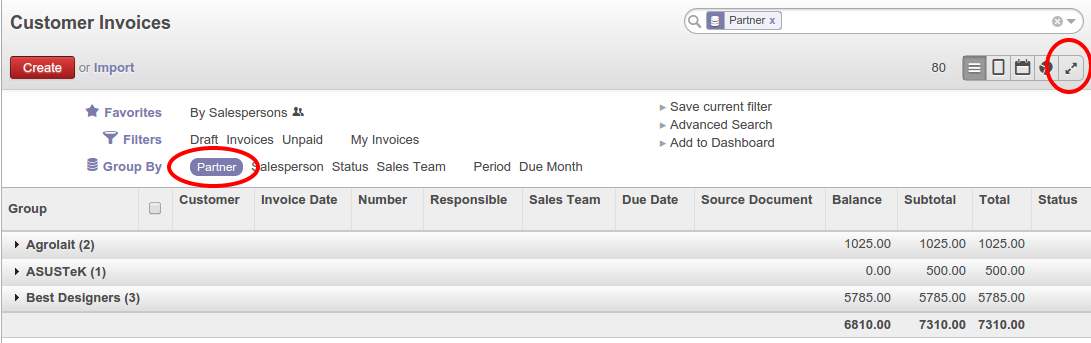 Customer Invoices
Partner x
Create or Import
80
Favorites By Salespersons
Filters Draft Invoices Unpaid My Invoices
Group By Partner Salesperson Status Sales Team Period Due Month
Save current filter
Advanced Search
Add to Dashboard
Group Customer Invoice Date Number Responsible Sales Team Due Date Source Document Balance Subtotal Total Status
Agrolait (2) 1025.00 1025.00 1025.00
ASUSTeK (1) 0.00 500.00 500.00
Best Designers (3) 5785.00 5785.00 5785.00
6810.00 7310.00 7310.00